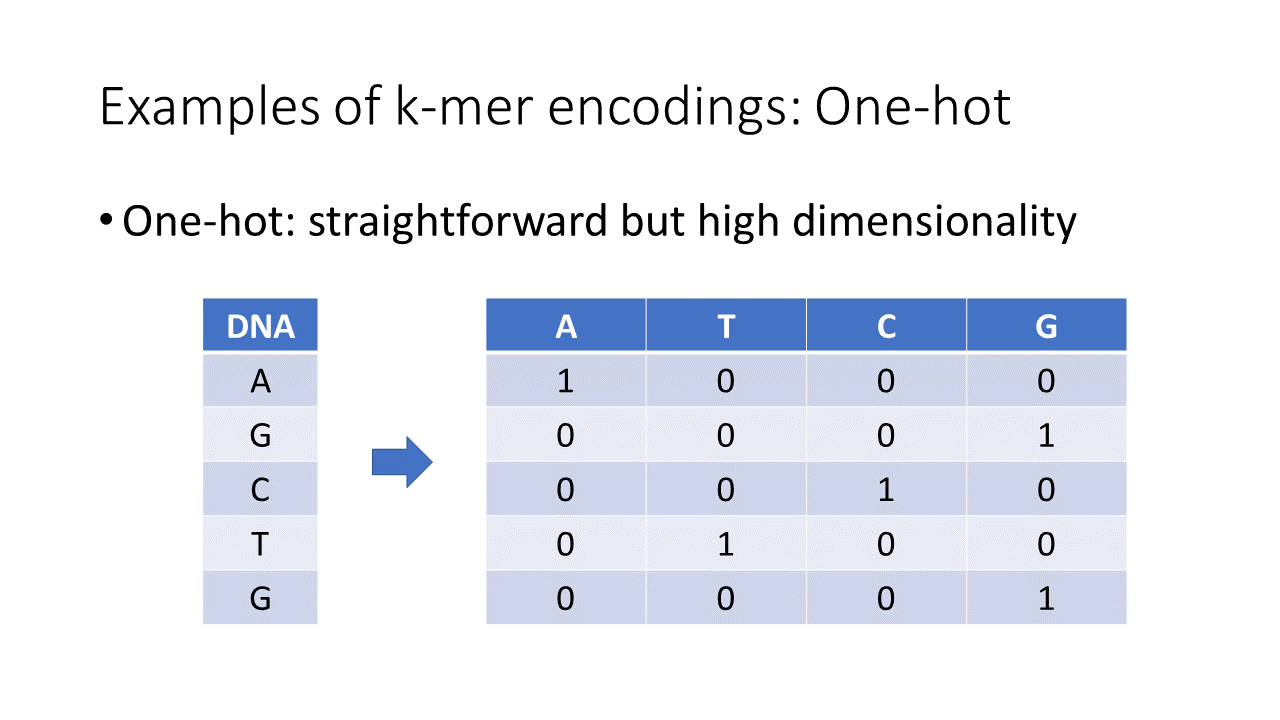 Examples of k-mer encodings: One-hot
• One-hot: straightforward but high dimensionality
DNA
A
G
C
T
G
A T C G
1 0 0 0
0 0 0 1
0 0 1 0
0 1 0 0
0 0 0 1